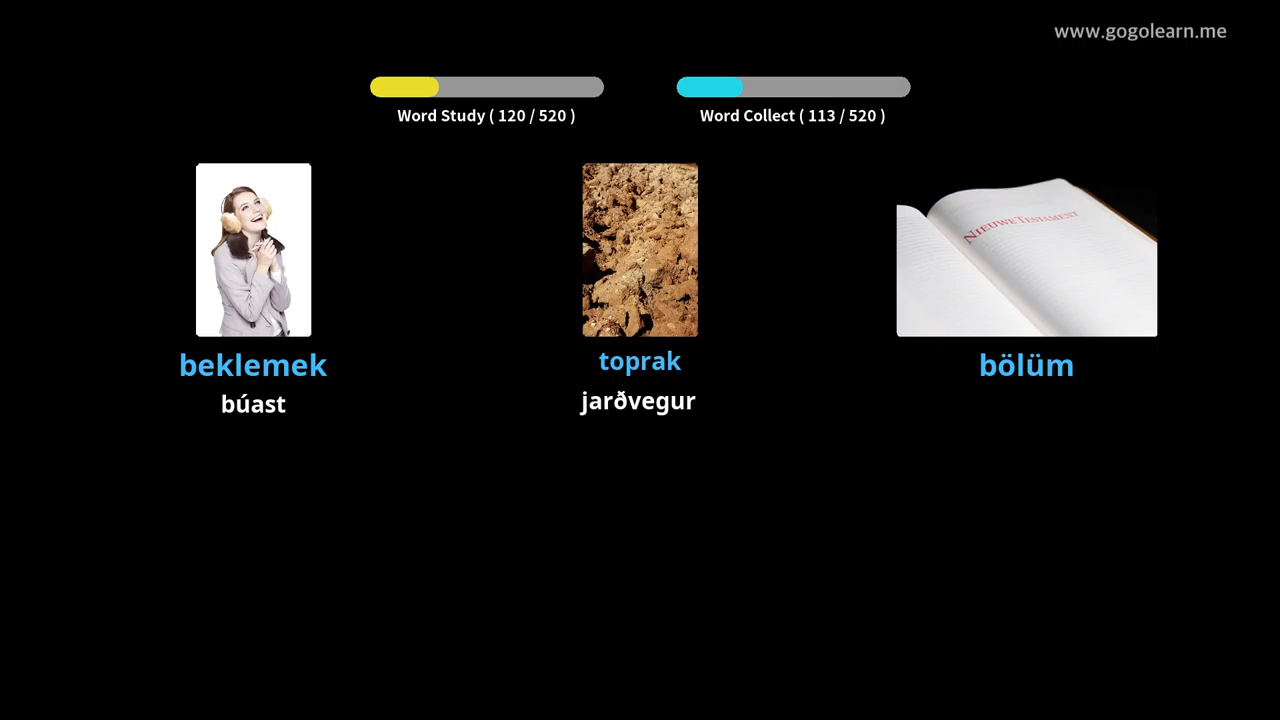 www.gogolearn.me
Word Study ( 120 / 520 )
Word Collect ( 113 / 520 )
NIEUWE TESTAMENT
beklemek
búast
toprak
jarðvegur
bölüm